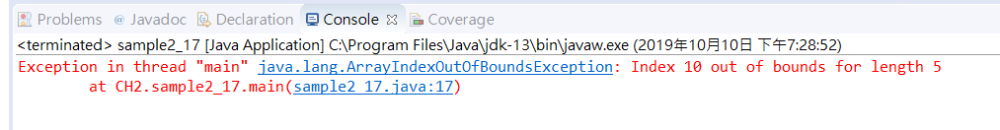 Problems @ Javadoc Declaration Console Coverage
<terminated> sample2_17 [Java Application] C:\Program Files\Java\jdk-13\bin\javaw.exe (2019年10月10日 下午7:28:52)
Exception in thread "main" java.lang.ArrayIndexOutOfBoundsException: Index 10 out of bounds for length 5
at CH2.sample2_17.main(sample2_17.java:17)